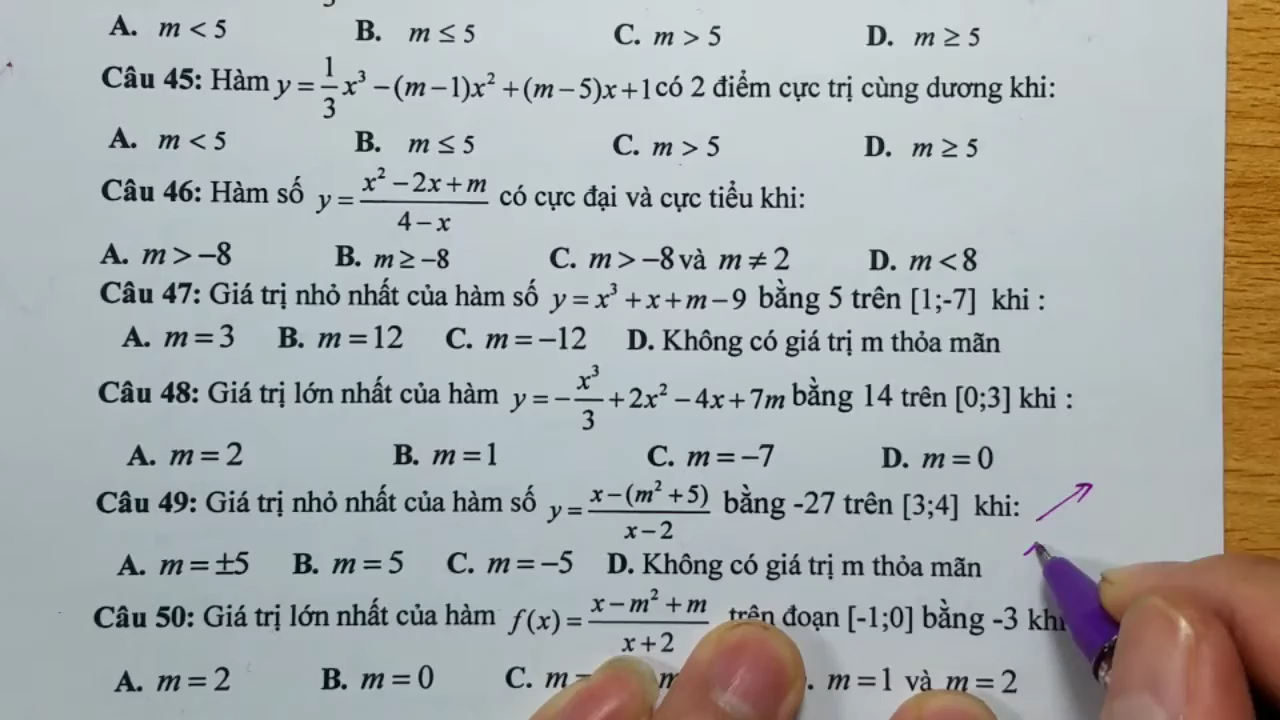 A. m < 5 B. m ≤ 5 C. m > 5 D. m ≥ 5
Câu 45: Hàm y = 1/3 x³ − (m − 1)x² + (m − 5)x + 1 có 2 điểm cực trị cùng dương khi:
A. m < 5 B. m ≤ 5 C. m > 5 D. m ≥ 5
Câu 46: Hàm số y = (x² − 2x + m)/(4 − x) có cực đại và cực tiểu khi:
A. m > −8 B. m ≥ −8 C. m > −8 và m ≠ 2 D. m < 8
Câu 47: Giá trị nhỏ nhất của hàm số y = x³ + x + m − 9 bằng 5 trên [1;-7] khi :
A. m = 3 B. m = 12 C. m = −12 D. Không có giá trị m thỏa mãn
Câu 48: Giá trị lớn nhất của hàm y = −x³/3 + 2x² − 4x + 7m bằng 14 trên [0;3] khi :
A. m = 2 B. m = 1 C. m = −7 D. m = 0
Câu 49: Giá trị nhỏ nhất của hàm số y = (x − (m² + 5))/(x − 2) bằng -27 trên [3;4] khi:
A. m = ±5 B. m = 5 C. m = −5 D. Không có giá trị m thỏa mãn
Câu 50: Giá trị lớn nhất của hàm f(x) = (x − m² + m)/(x + 2) trên đoạn [-1;0] bằng -3
A. m = 2 B. m = 0 C. m m = 1 và m = 2